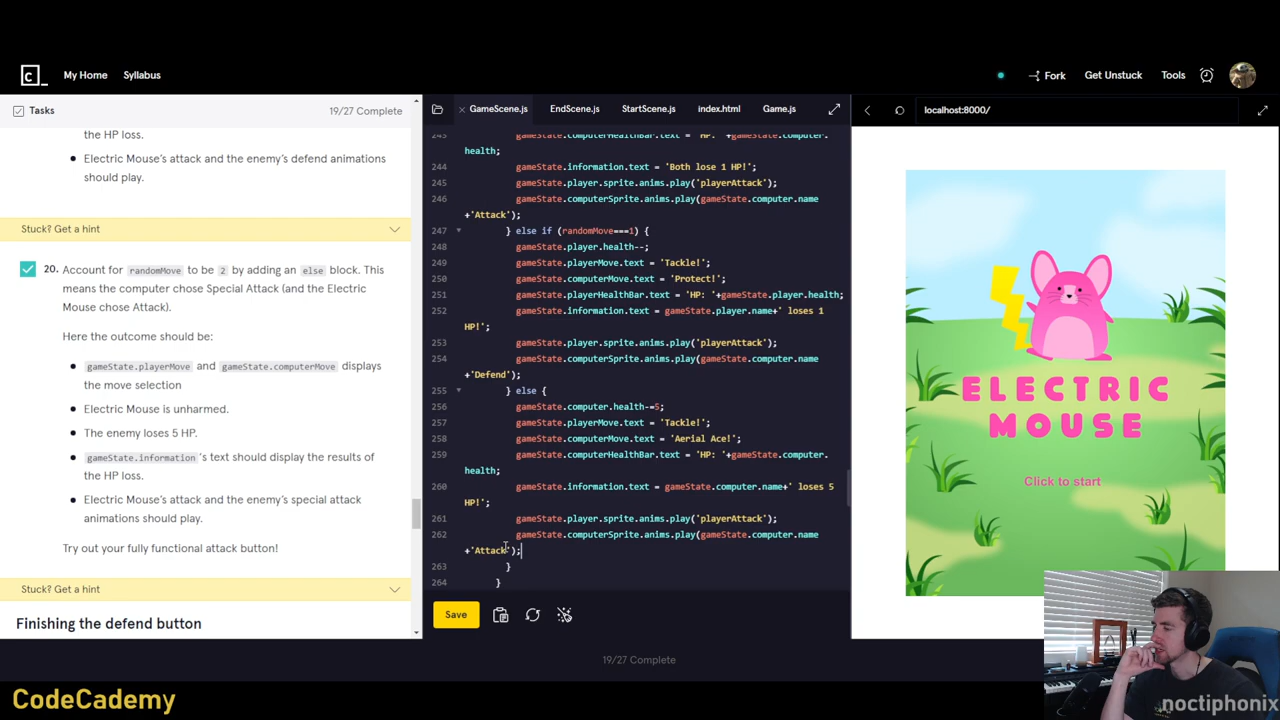 C_
My Home
Syllabus
Fork
Get Unstuck
Tools
Tasks
19/27 Complete
the HP loss.
Electric Mouse's attack and the enemy's defend animations
should play.
Stuck? Get a hint
20. Account for randomMove to be 2 by adding an else block. This
means the computer chose Special Attack (and the Electric
Mouse chose Attack).
Here the outcome should be:
gameState.playerMove and gameState.computerMove displays
the move selection
Electric Mouse is unharmed.
The enemy loses 5 HP.
gameState.information 's text should display the results of
the HP loss.
Electric Mouse's attack and the enemy's special attack
animations should play.
Try out your fully functional attack button!
Stuck? Get a hint
Finishing the defend button
GameScene.js
EndScene.js
StartScene.js
index.html
Game.js
243 gameState.computerHealthBar.text = 'HP: '+gameState.computer.
health;
244 gameState.information.text = 'Both lose 1 HP!';
245 gameState.player.sprite.anims.play('playerAttack');
246 gameState.computerSprite.anims.play(gameState.computer.name
+'Attack');
247 } else if (randomMove===1) {
248 gameState.player.health--;
249 gameState.playerMove.text = 'Tackle!';
250 gameState.computerMove.text = 'Protect!';
251 gameState.playerHealthBar.text = 'HP: '+gameState.player.health;
252 gameState.information.text = gameState.player.name+' loses 1
HP!';
253 gameState.player.sprite.anims.play('playerAttack');
254 gameState.computerSprite.anims.play(gameState.computer.name
+'Defend');
255 } else {
256 gameState.computer.health-=5;
257 gameState.playerMove.text = 'Tackle!';
258 gameState.computerMove.text = 'Aerial Ace!';
259 gameState.computerHealthBar.text = 'HP: '+gameState.computer.
health;
260 gameState.information.text = gameState.computer.name+' loses 5
HP!';
261 gameState.player.sprite.anims.play('playerAttack');
262 gameState.computerSprite.anims.play(gameState.computer.name
+'Attack');
263 }
264 }
Save
localhost:8000/
ELECTRIC
MOUSE
Click to start
19/27 Complete
CodeCademy
noctiphonix